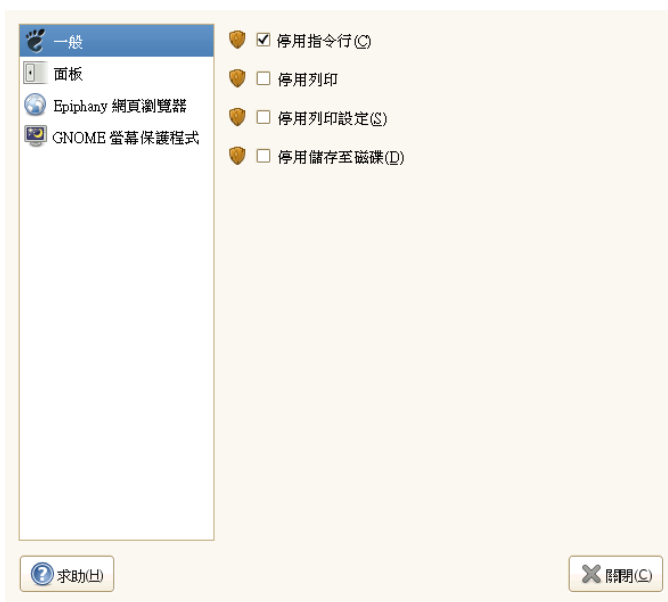 一般
面板
Epiphany 網頁瀏覽器
GNOME 螢幕保護程式
停用指令行(C)
停用列印
停用列印設定(S)
停用儲存至磁碟(D)
求助(H)
關閉(C)